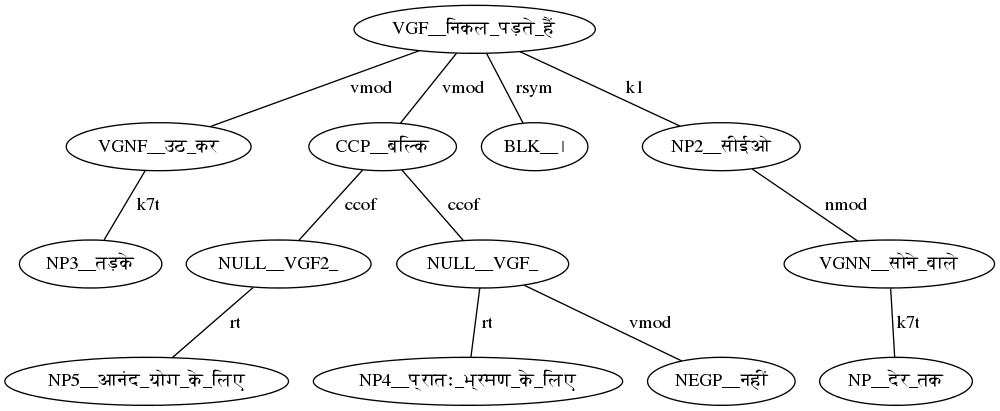 VGF__निकल_पड़ते_हैं
vmod vmod rsym k1
VGNF__उठ_कर CCP__बल्कि BLK__। NP2__सीईओ
k7t ccof ccof nmod
NP3__तड़के NULL__VGF2_ NULL__VGF_ VGNN__सोने_वाले
rt rt vmod k7t
NP5__आनंद_योग_के_लिए NP4__प्रातः_भ्रमण_के_लिए NEGP__नहीं NP__देर_तक